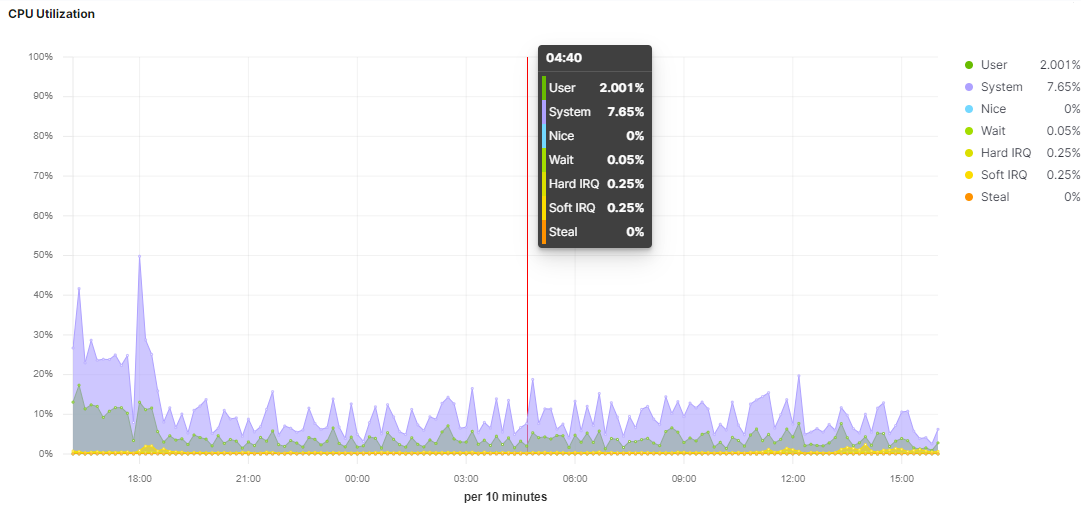 CPU Utilization
100%
90%
80%
70%
60%
50%
40%
30%
20%
10%
0%
18:00
21:00
00:00
03:00
06:00
09:00
12:00
15:00
per 10 minutes
04:40
User 2.001%
System 7.65%
Nice 0%
Wait 0.05%
Hard IRQ 0.25%
Soft IRQ 0.25%
Steal 0%
User 2.001%
System 7.65%
Nice 0%
Wait 0.05%
Hard IRQ 0.25%
Soft IRQ 0.25%
Steal 0%